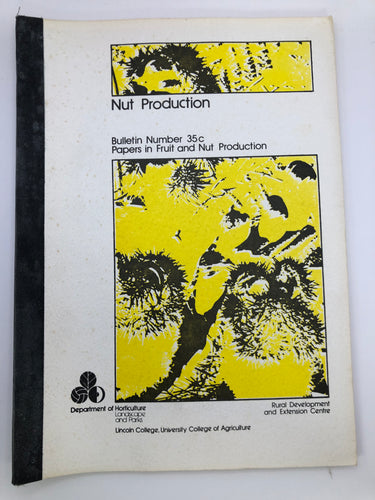 Nut Production
Bulletin Number 35c
Papers in Fruit and Nut Production
Department of Horticulture
Landscape
and Parks
Rural Development
and Extension Centre
Lincoln College, University College of Agriculture